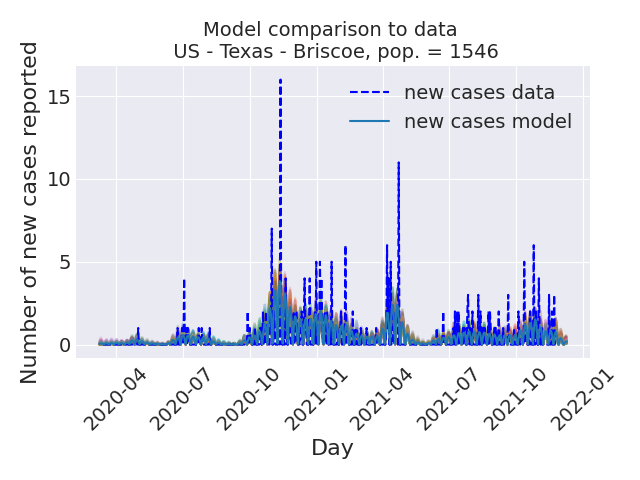 Model comparison to data
US - Texas - Briscoe, pop. = 1546
Number of new cases reported
15
10
5
0
new cases data
new cases model
2020-04
2020-07
2020-10
2021-01
2021-04
2021-07
2021-10
2022-01
Day